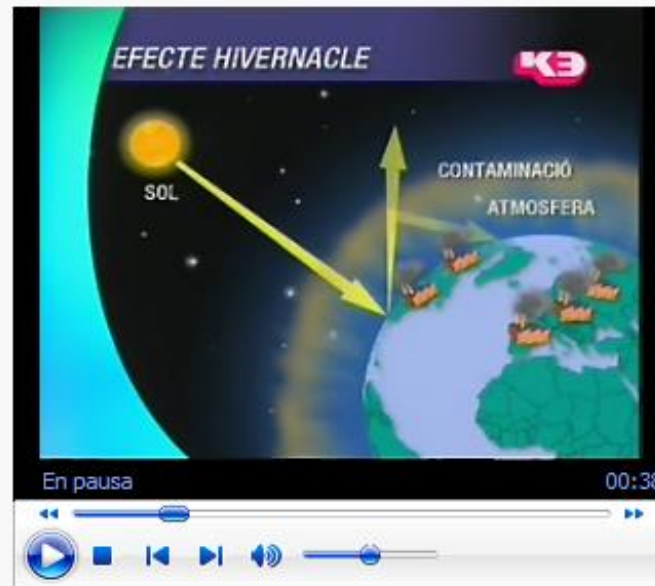 EFECTE HIVERNACLE
K3
SOL
CONTAMINACIÓ
ATMOSFERA
En pausa
00:38